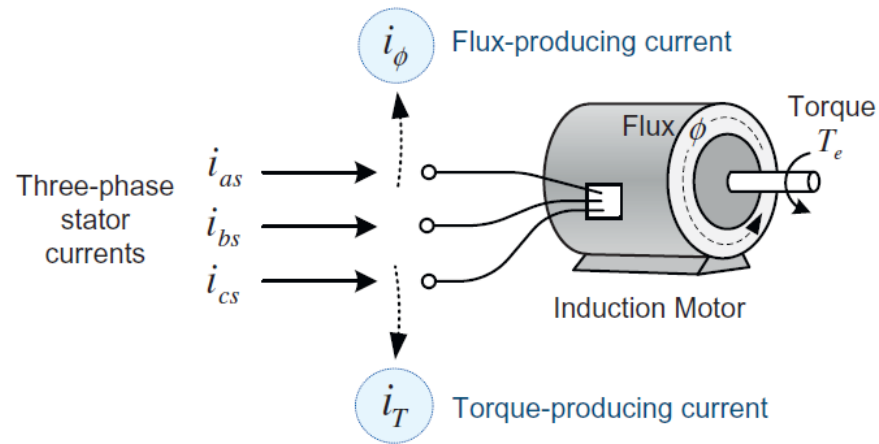 i_ϕ
Flux-producing current
Torque
T_e
Flux ϕ
Three-phase
stator
currents
i_as
i_bs
i_cs
Induction Motor
i_T
Torque-producing current